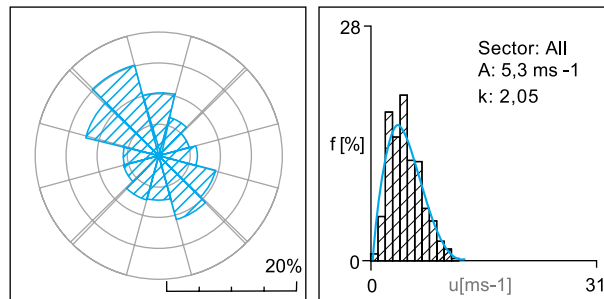 20%
28
Sector: All
A: 5,3 ms -1
k: 2,05
f [%]
0
0
u[ms-1]
31